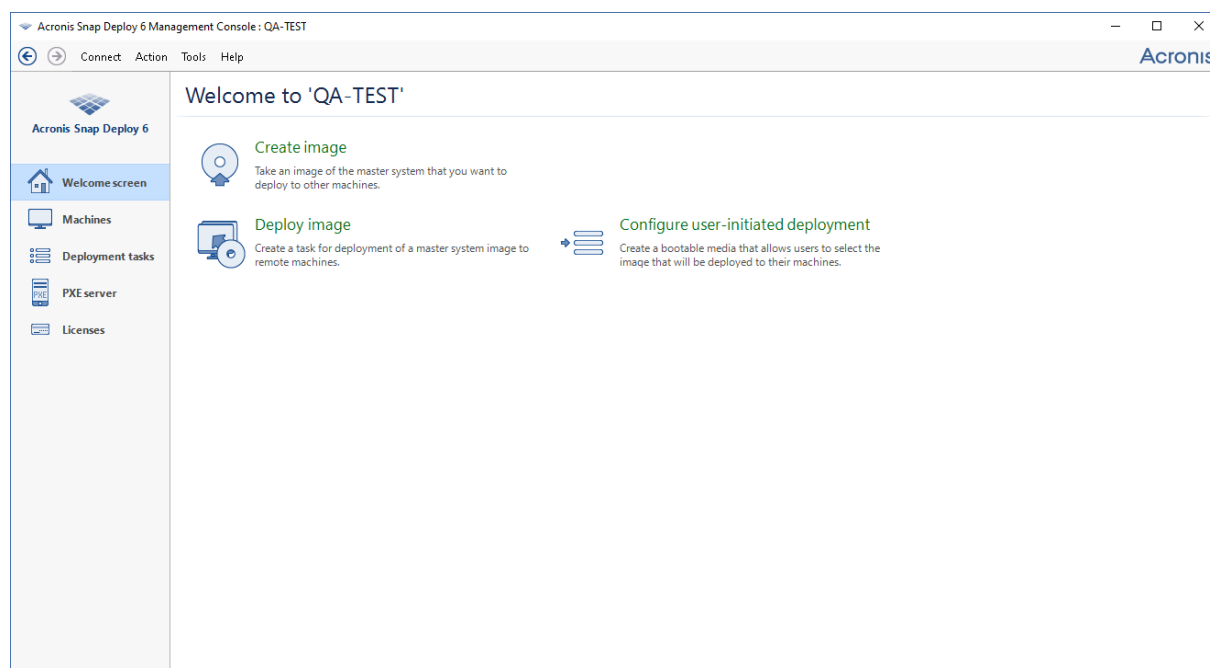 Acronis Snap Deploy 6 Management Console : QA-TEST
Connect Action Tools Help
Acronis
Acronis Snap Deploy 6
Welcome screen
Machines
Deployment tasks
PXE
PXE server
Licenses
Welcome to 'QA-TEST'
Create image
Take an image of the master system that you want to
deploy to other machines.
Deploy image
Create a task for deployment of a master system image to
remote machines.
Configure user-initiated deployment
Create a bootable media that allows users to select the
image that will be deployed to their machines.